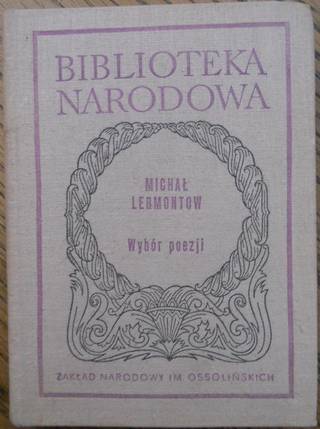 BIBLIOTEKA
NARODOWA
MICHAŁ
LERMONTOW
Wybór poezji
ZAKŁAD NARODOWY IM. OSSOLIŃSKICH